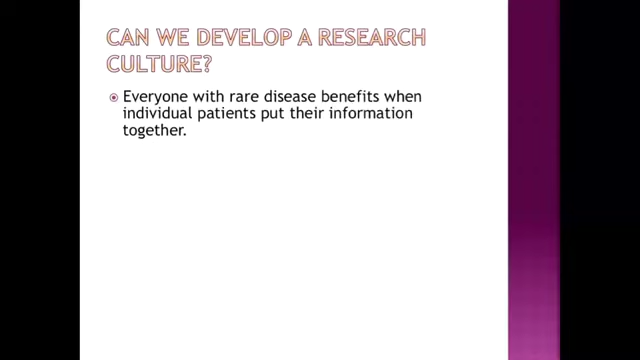 CAN WE DEVELOP A RESEARCH
CULTURE?
Everyone with rare disease benefits when
individual patients put their information
together.